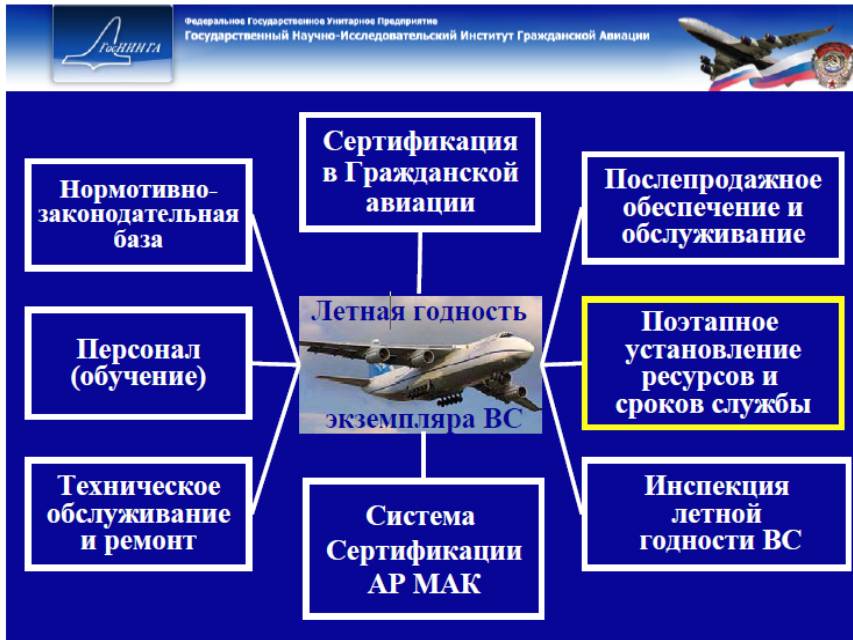 ГосНИИГА
Федеральное Государственное Унитарное Предприятие
Государственный Научно-Исследовательский Институт Гражданской Авиации
Нормотивно-
законодательная
база
Сертификация
в Гражданской
авиации
Послепродажное
обеспечение и
обслуживание
Персонал
(обучение)
Летная годность
экземпляра ВС
Поэтапное
установление
ресурсов и
сроков службы
Техническое
обслуживание
и ремонт
Система
Сертификации
АР МАК
Инспекция
летной
годности ВС